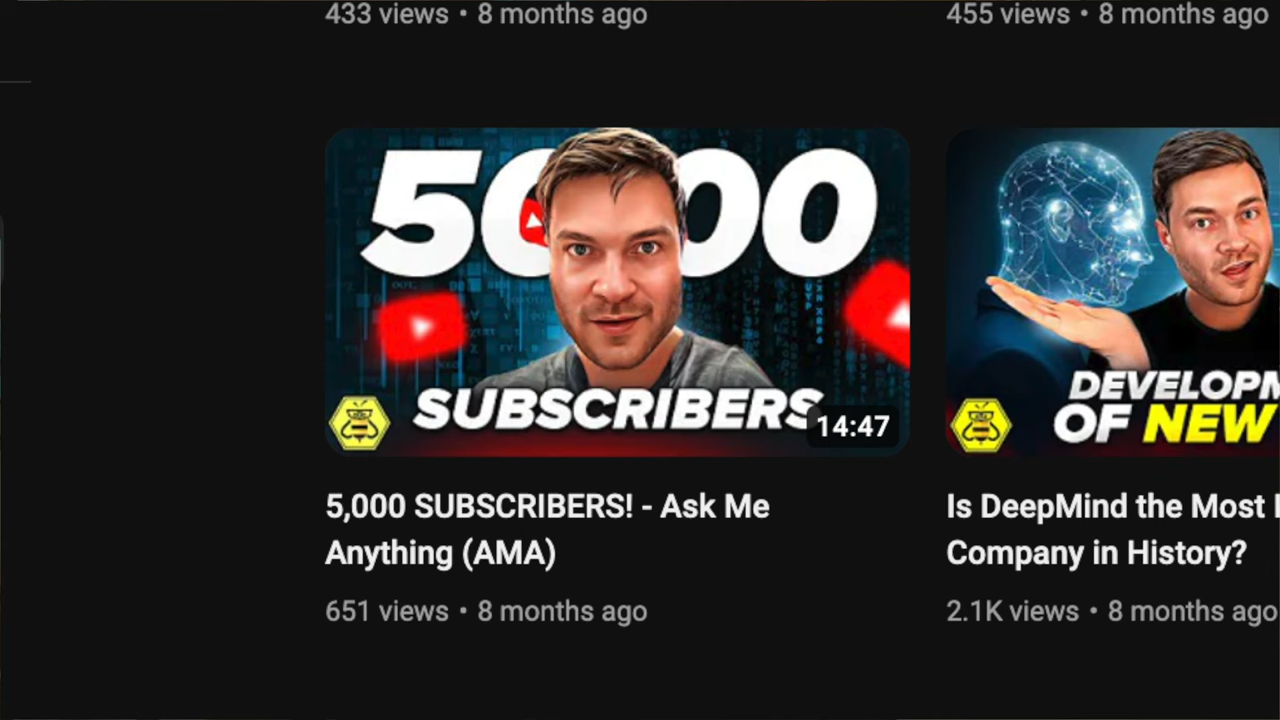 433 views • 8 months ago
455 views • 8 months ago
5000
SUBSCRIBERS
14:47
DEVELOPM
OF NEW
5,000 SUBSCRIBERS! - Ask Me
Anything (AMA)
651 views • 8 months ago
Is DeepMind the Most
Company in History?
2.1K views • 8 months ago